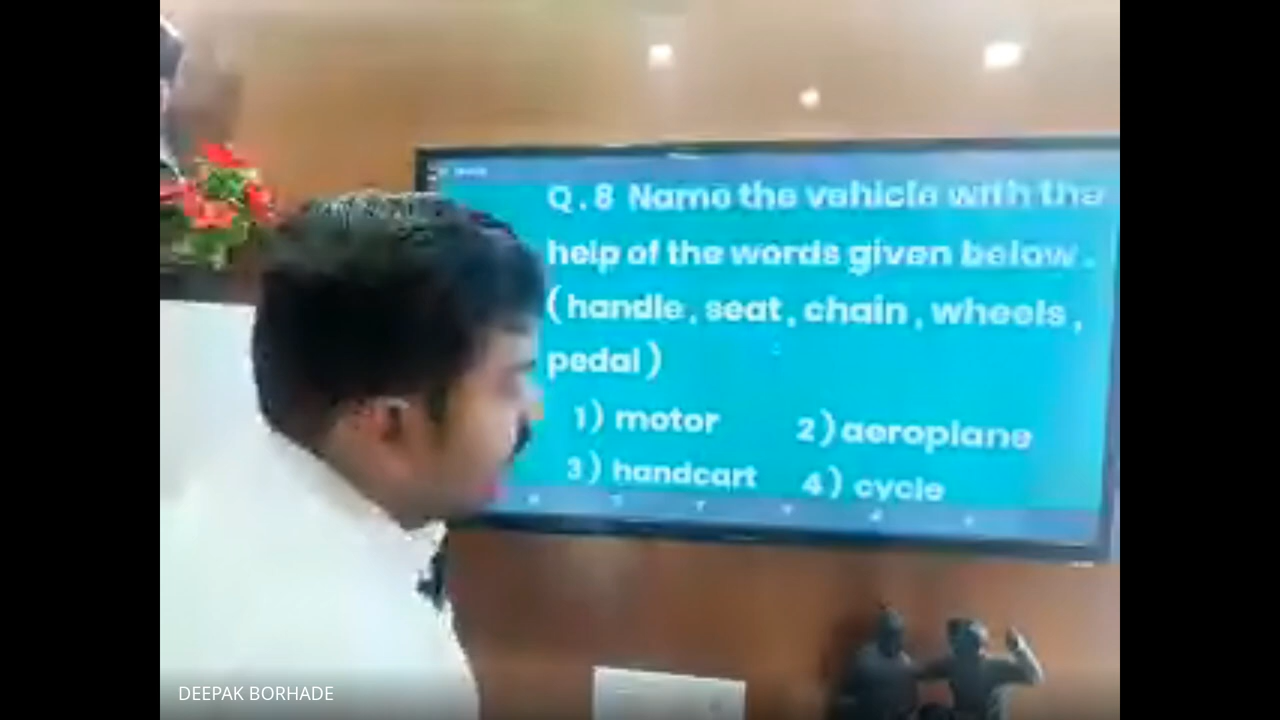 Q.8 Name the vehicle with the
help of the words given below.
(handle, seat, chain, wheels,
pedal)
1) motor 2) aeroplane
3) handcart 4) cycle
DEEPAK BORHADE